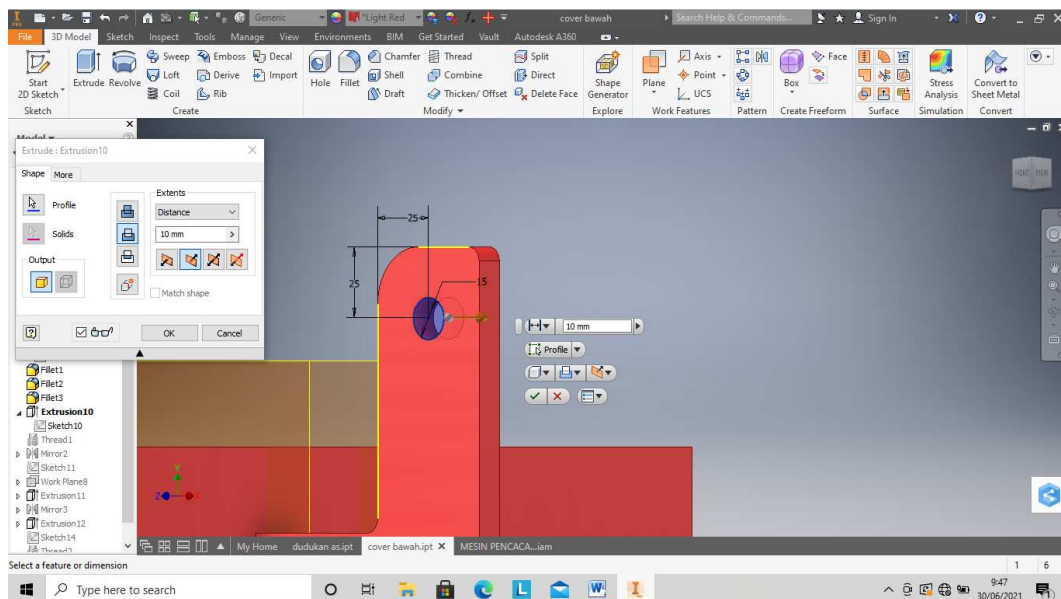 Generic
*Light Red
cover bawah
Search Help & Commands...
Sign In
File 3D Model Sketch Inspect Tools Manage View Environments BIM Get Started Vault Autodesk A360
Start
2D Sketch
Extrude Revolve
Sweep Emboss Decal
Loft Derive Import
Coil Rib
Hole Fillet
Chamfer Thread Split
Shell Combine Direct
Draft Thicken/ Offset Delete Face
Shape
Generator
Plane
Axis
Point
UCS
Box
Face
Stress
Analysis
Convert to
Sheet Metal
Sketch Create Modify Explore Work Features Pattern Create Freeform Surface Simulation Convert
Model
Extrude : Extrusion10
Shape More
Profile
Solids
Output
Extents
Distance
10 mm
Match shape
OK Cancel
25
25
15
10 mm
Profile
FRONT RIGHT
Fillet1
Fillet2
Fillet3
Extrusion10
Sketch10
Thread1
Mirror2
Sketch11
Work Plane8
Extrusion11
Mirror3
Extrusion12
Sketch14
Thread2
Y
Z
X
My Home dudukan as.ipt cover bawah.ipt MESIN PENCACA...iam
Select a feature or dimension
1 6
Type here to search
9:47
30/06/2021